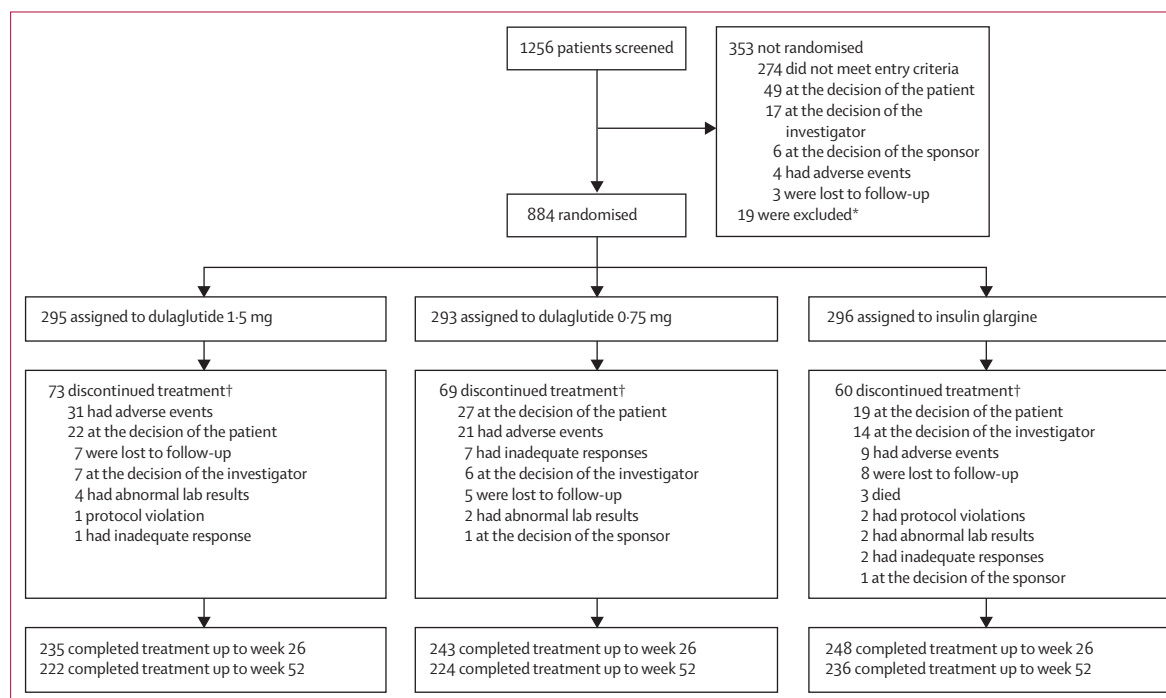 1256 patients screened
353 not randomised
274 did not meet entry criteria
49 at the decision of the patient
17 at the decision of the
investigator
6 at the decision of the sponsor
4 had adverse events
3 were lost to follow-up
19 were excluded*
884 randomised
295 assigned to dulaglutide 1·5 mg
293 assigned to dulaglutide 0·75 mg
296 assigned to insulin glargine
73 discontinued treatment†
31 had adverse events
22 at the decision of the patient
7 were lost to follow-up
7 at the decision of the investigator
4 had abnormal lab results
1 protocol violation
1 had inadequate response
69 discontinued treatment†
27 at the decision of the patient
21 had adverse events
7 had inadequate responses
6 at the decision of the investigator
5 were lost to follow-up
2 had abnormal lab results
1 at the decision of the sponsor
60 discontinued treatment†
19 at the decision of the patient
14 at the decision of the investigator
9 had adverse events
8 were lost to follow-up
3 died
2 had protocol violations
2 had abnormal lab results
2 had inadequate responses
1 at the decision of the sponsor
235 completed treatment up to week 26
222 completed treatment up to week 52
243 completed treatment up to week 26
224 completed treatment up to week 52
248 completed treatment up to week 26
236 completed treatment up to week 52